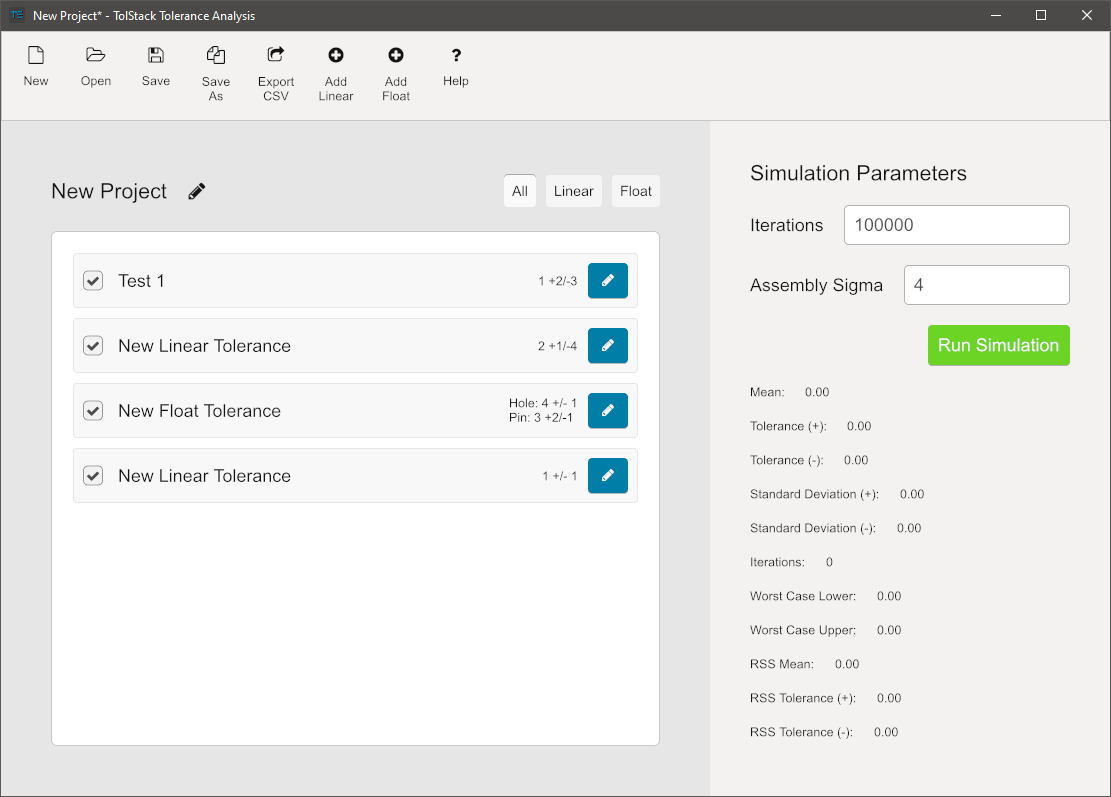 New Project* - TolStack Tolerance Analysis
New
Open
Save
Save
As
Export
CSV
Add
Linear
Add
Float
Help
New Project
All
Linear
Float
Test 1
1 +2/-3
New Linear Tolerance
2 +1/-4
New Float Tolerance
Hole: 4 +/- 1
Pin: 3 +2/-1
New Linear Tolerance
1 +/- 1
Simulation Parameters
Iterations
100000
Assembly Sigma
4
Run Simulation
Mean: 0.00
Tolerance (+): 0.00
Tolerance (-): 0.00
Standard Deviation (+): 0.00
Standard Deviation (-): 0.00
Iterations: 0
Worst Case Lower: 0.00
Worst Case Upper: 0.00
RSS Mean: 0.00
RSS Tolerance (+): 0.00
RSS Tolerance (-): 0.00